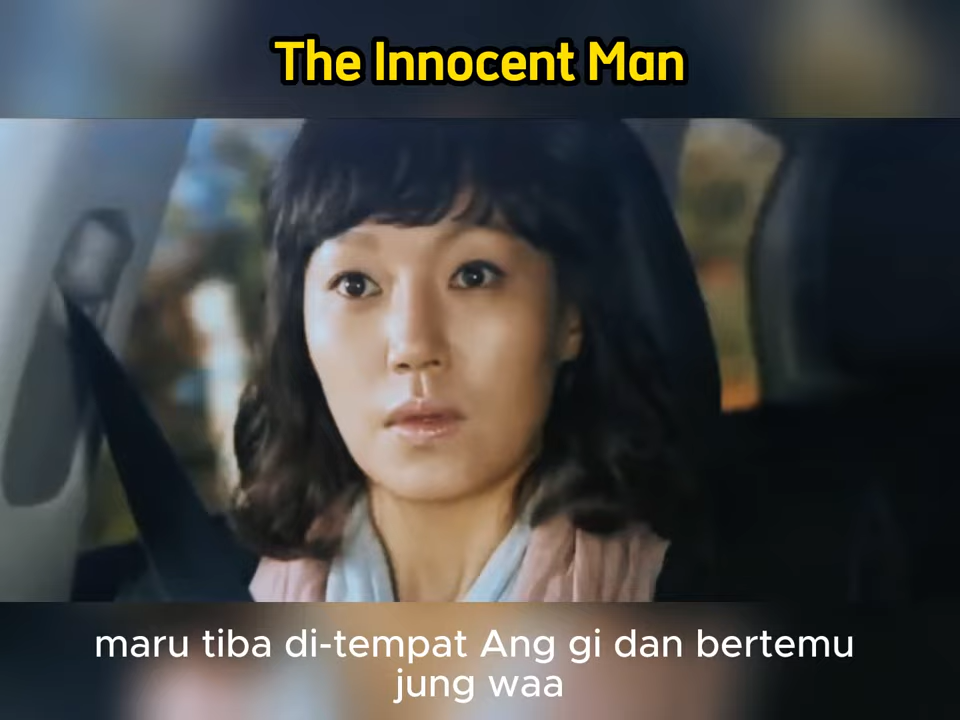 The Innocent Man
maru tiba di-tempat Ang gi dan bertemu
jung waa